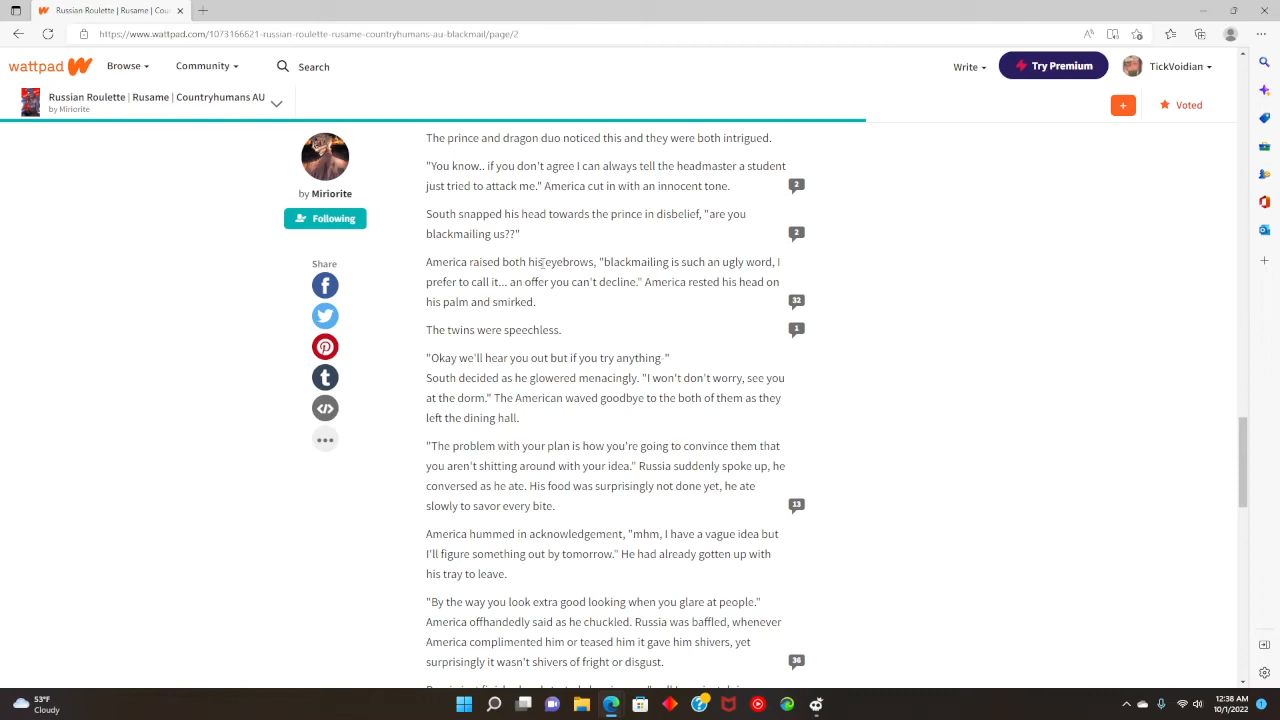 Russian Roulette | Rusame | Cou
https://www.wattpad.com/1073166621-russian-roulette-rusame-countryhumans-au-blackmail/page/2
wattpad
Browse
Community
Search
Write
Try Premium
TickVoidian
Russian Roulette | Rusame | Countryhumans AU
by Miriorite
+
Voted
by Miriorite
Following
Share
The prince and dragon duo noticed this and they were both intrigued.
"You know.. if you don't agree I can always tell the headmaster a student
just tried to attack me." America cut in with an innocent tone.
2
South snapped his head towards the prince in disbelief, "are you
blackmailing us??"
2
America raised both his eyebrows, "blackmailing is such an ugly word, I
prefer to call it... an offer you can't decline." America rested his head on
his palm and smirked.
32
The twins were speechless.
1
"Okay we'll hear you out but if you try anything-"
South decided as he glowered menacingly. "I won't don't worry, see you
at the dorm." The American waved goodbye to the both of them as they
left the dining hall.
"The problem with your plan is how you're going to convince them that
you aren't shitting around with your idea." Russia suddenly spoke up, he
conversed as he ate. His food was surprisingly not done yet, he ate
slowly to savor every bite.
13
America hummed in acknowledgement, "mhm, I have a vague idea but
I'll figure something out by tomorrow." He had already gotten up with
his tray to leave.
"By the way you look extra good looking when you glare at people."
America offhandedly said as he chuckled. Russia was baffled, whenever
America complimented him or teased him it gave him shivers, yet
surprisingly it wasn't shivers of fright or disgust.
36
53°F
Cloudy
12:38 AM
10/1/2022